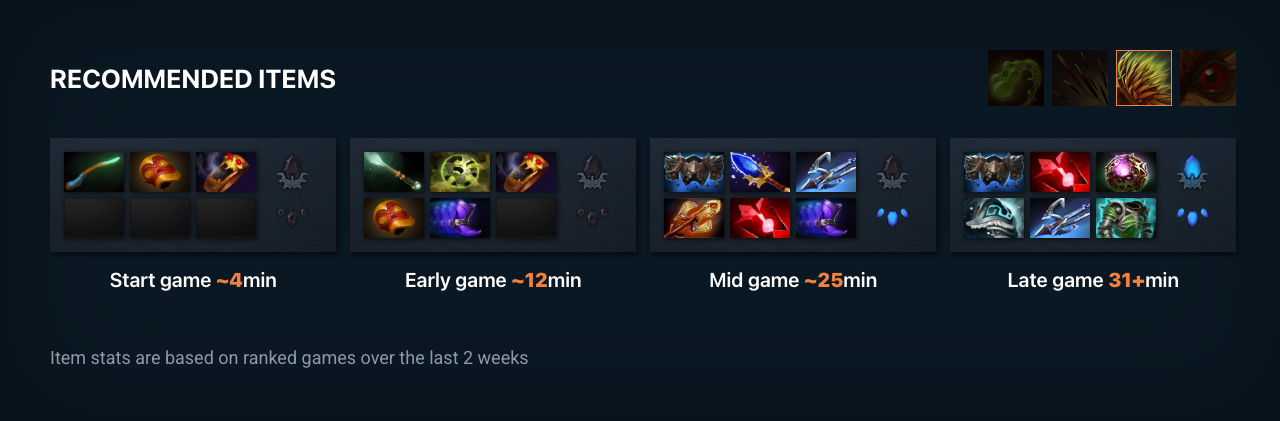 RECOMMENDED ITEMS
Start game ~4min
Early game ~12min
Mid game ~25min
Late game 31+min
Item stats are based on ranked games over the last 2 weeks